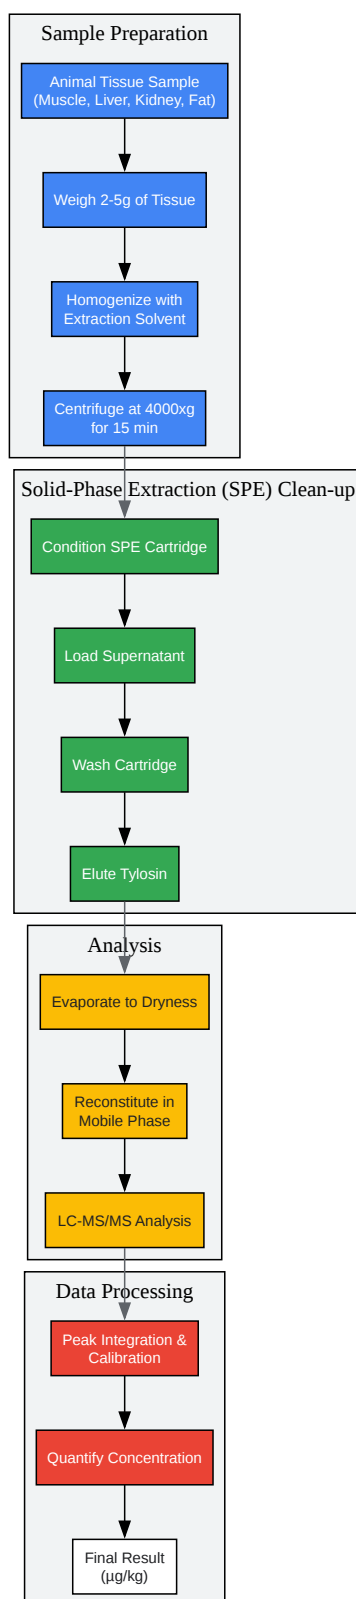 Sample Preparation
Animal Tissue Sample
(Muscle, Liver, Kidney, Fat)
Weigh 2-5g of Tissue
Homogenize with
Extraction Solvent
Centrifuge at 4000xg
for 15 min
Solid-Phase Extraction (SPE) Clean-up
Condition SPE Cartridge
Load Supernatant
Wash Cartridge
Elute Tylosin
Analysis
Evaporate to Dryness
Reconstitute in
Mobile Phase
LC-MS/MS Analysis
Data Processing
Peak Integration &
Calibration
Quantify Concentration
Final Result
(µg/kg)